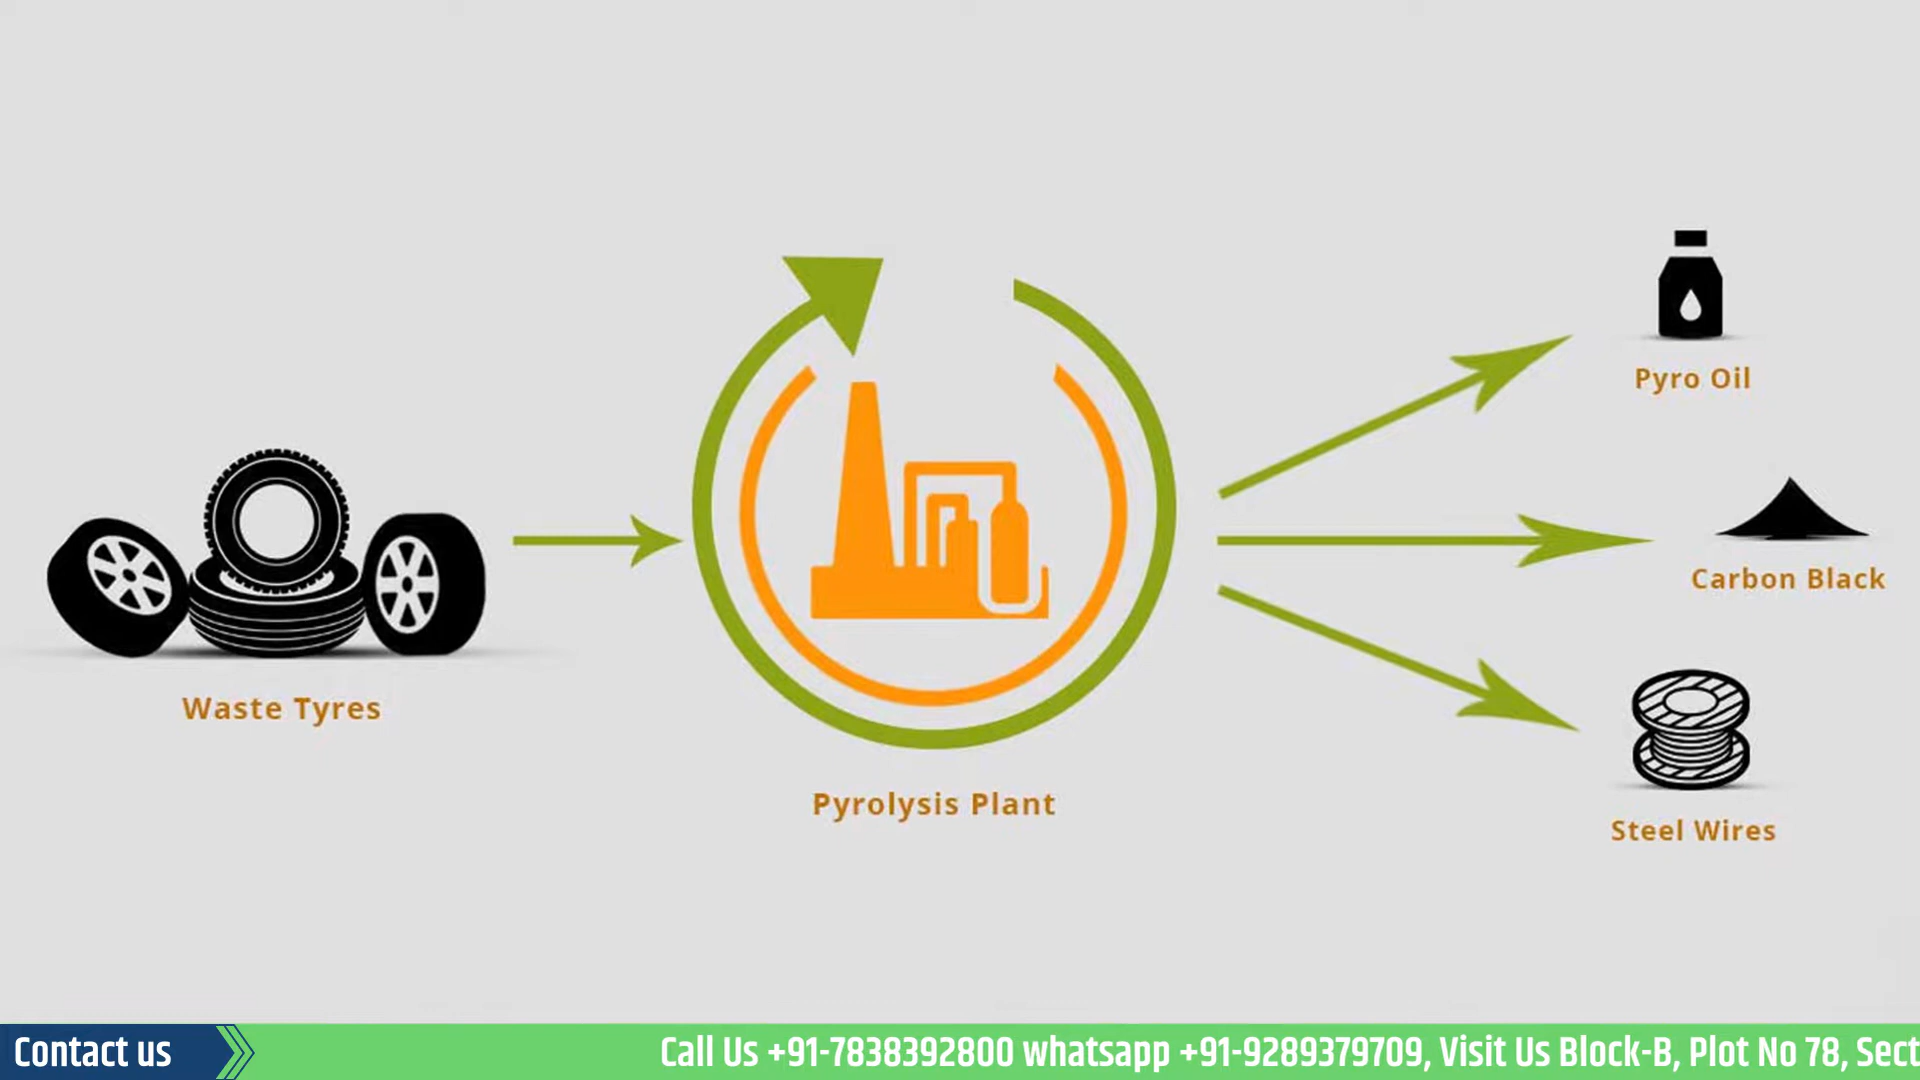 Pyro Oil
Carbon Black
Waste Tyres
Pyrolysis Plant
Steel Wires
Contact us
Call Us +91-7838392800 whatsapp +91-9289379709, Visit Us Block-B, Plot No 78, Sect